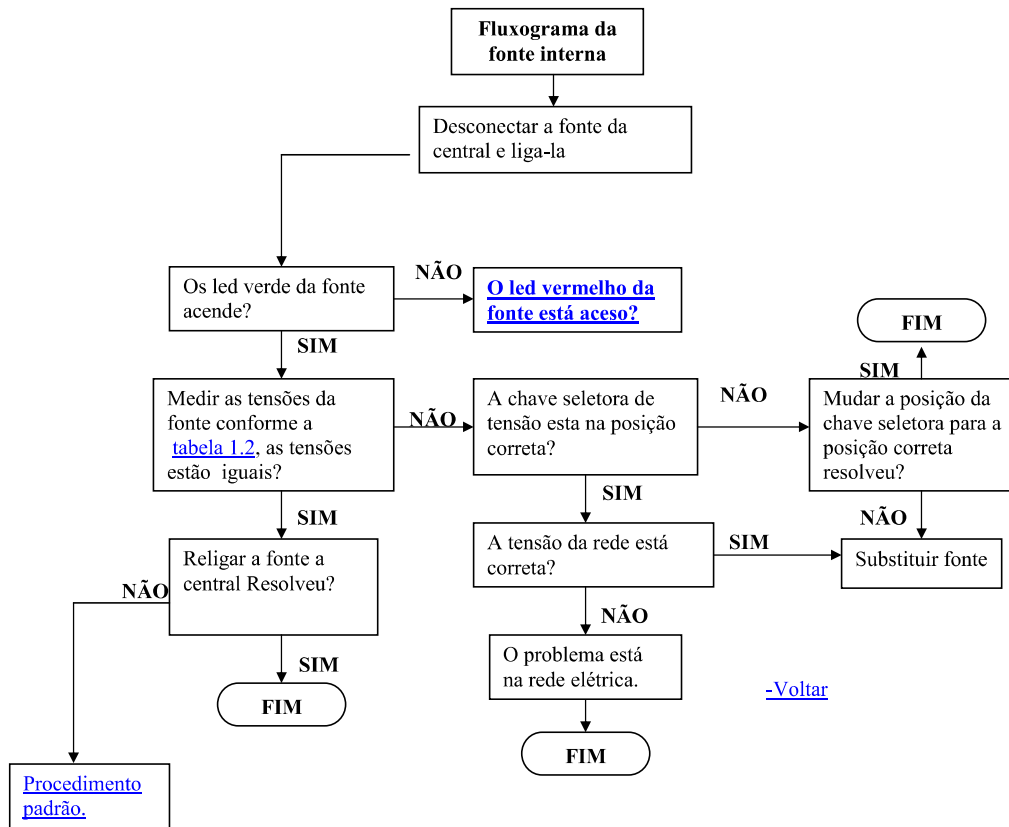 Fluxograma da
fonte interna
Desconectar a fonte da
central e liga-la
Os led verde da fonte
acende?
NÃO
O led vermelho da
fonte está aceso?
SIM
FIM
SIM
Medir as tensões da
fonte conforme a
tabela 1.2, as tensões
estão iguais?
NÃO
A chave seletora de
tensão esta na posição
correta?
NÃO
Mudar a posição da
chave seletora para a
posição correta
resolveu?
SIM
SIM
NÃO
Religar a fonte a
central Resolveu?
NÃO
A tensão da rede está
correta?
SIM
Substituir fonte
NÃO
SIM
FIM
O problema está
na rede elétrica.
-Voltar
FIM
Procedimento
padrão.